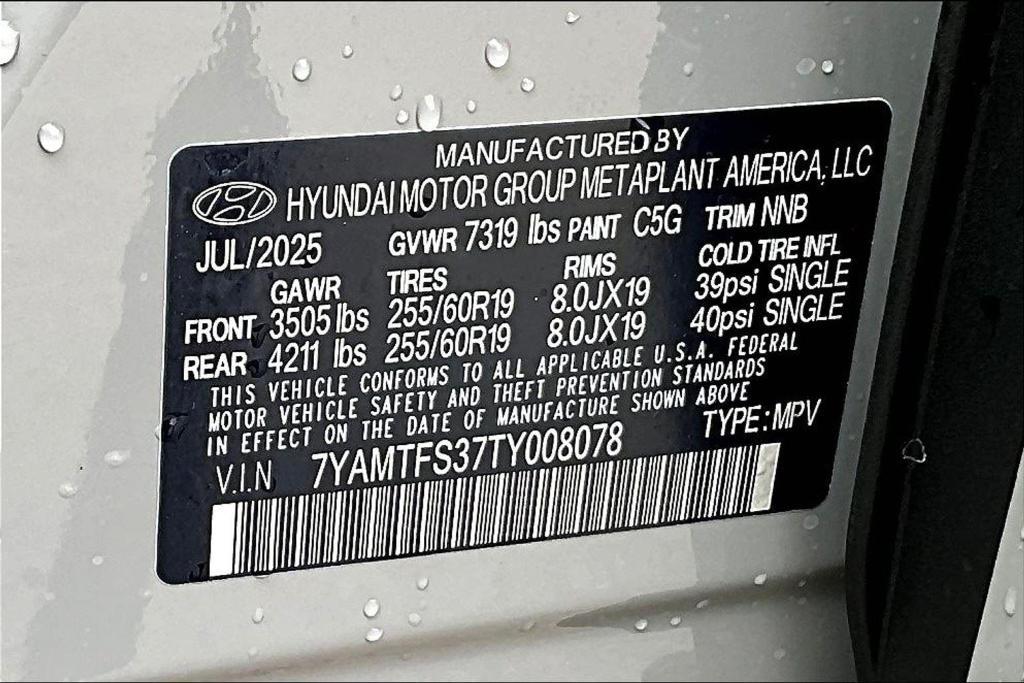 MANUFACTURED BY
HYUNDAI MOTOR GROUP METAPLANT AMERICA, LLC
JUL/2025 GVWR 7319 lbs PAINT C5G TRIM NNB
GAWR TIRES RIMS COLD TIRE INFL
FRONT 3505 lbs 255/60R19 8.0JX19 39psi SINGLE
REAR 4211 lbs 255/60R19 8.0JX19 40psi SINGLE
THIS VEHICLE CONFORMS TO ALL APPLICABLE U.S.A. FEDERAL
MOTOR VEHICLE SAFETY AND THEFT PREVENTION STANDARDS
IN EFFECT ON THE DATE OF MANUFACTURE SHOWN ABOVE
V.I.N 7YAMTFS37TY008078 TYPE:MPV